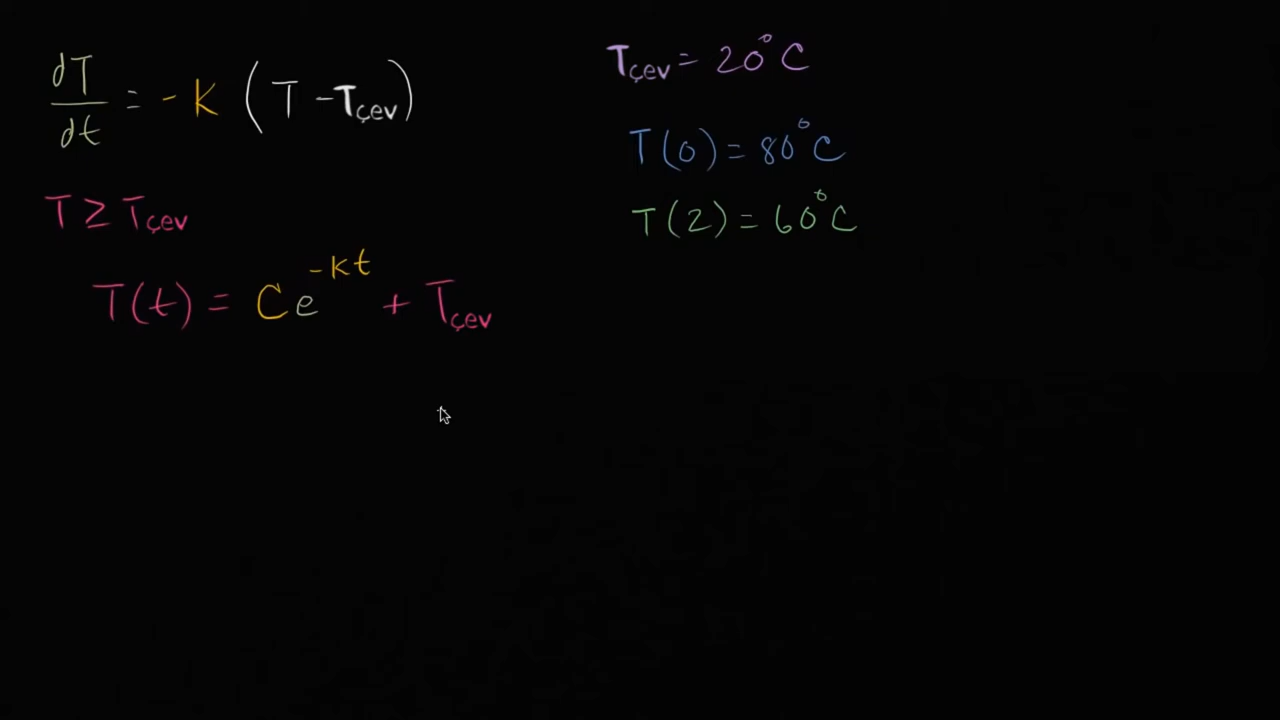 dT/dt = -k (T - Tçev)
T ≥ Tçev
T(t) = Ce^-kt + Tçev
Tçev = 20°C
T(0) = 80°C
T(2) = 60°C